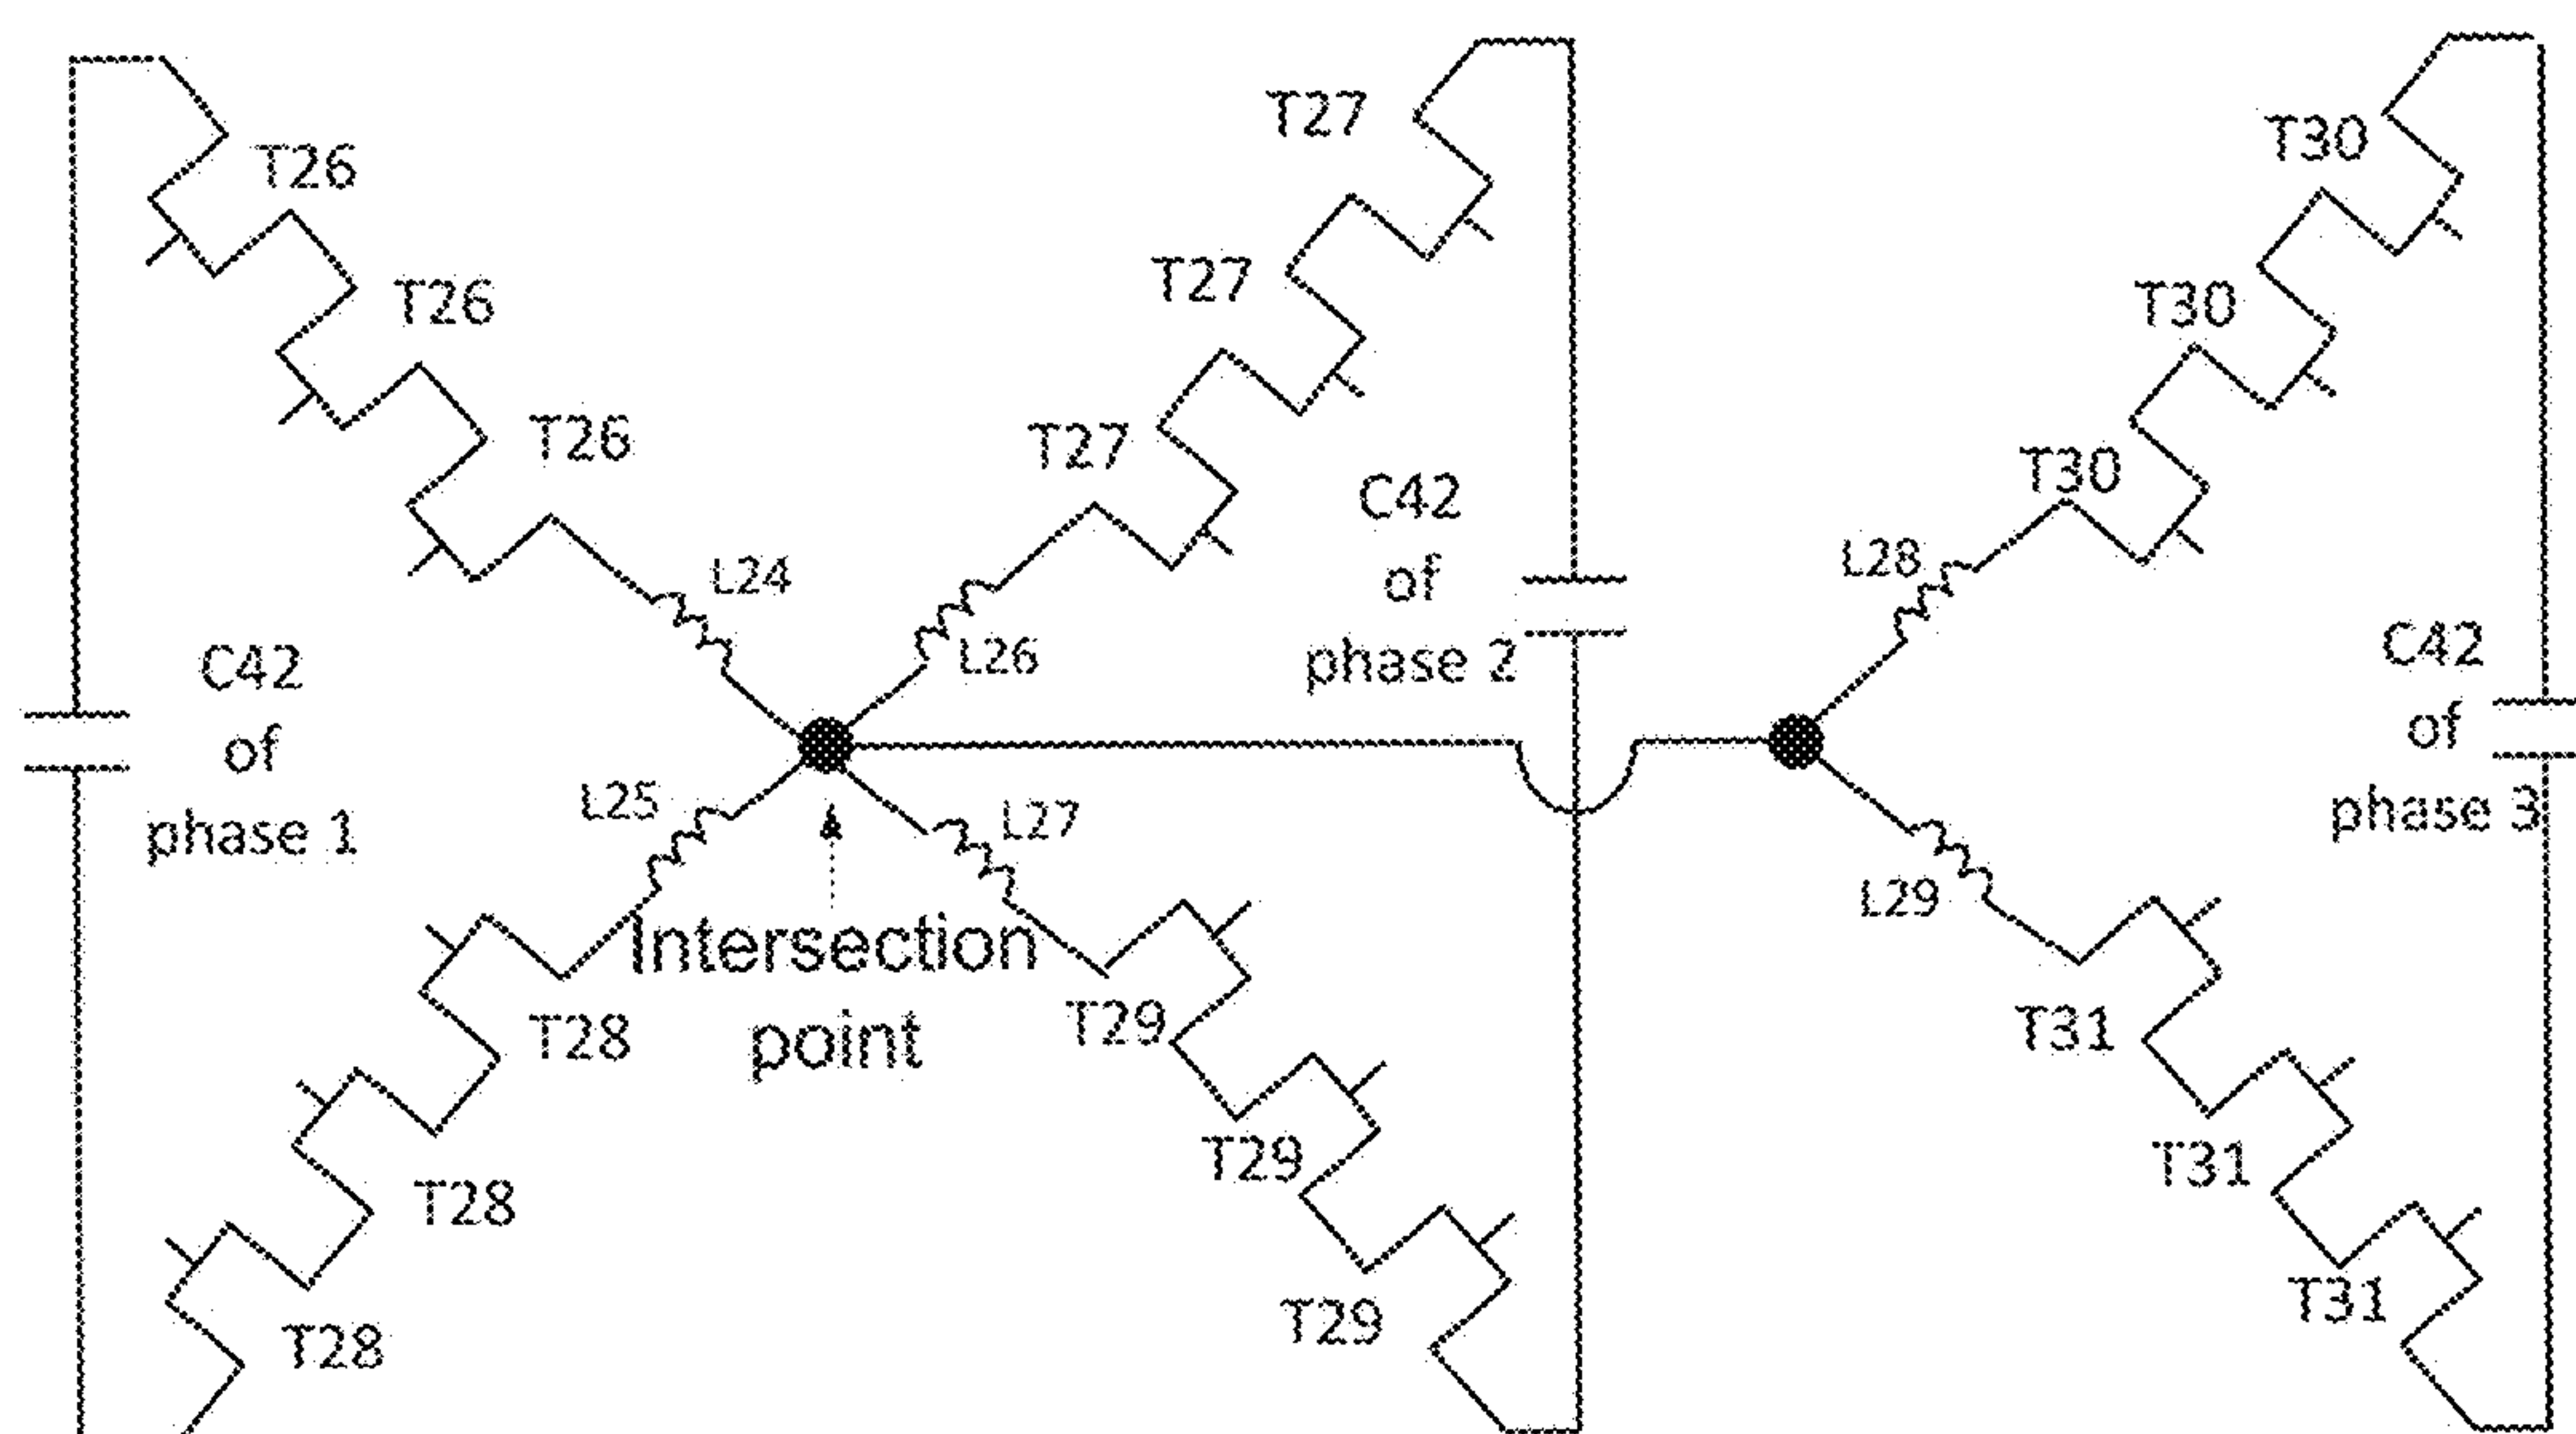 T26
T26
T26
L24
C42
of
phase 1
L25
T28
T28
T28
T27
T27
T27
L26
C42
of
phase 2
L27
Intersection
point
T29
T29
T29
T30
T30
T30
L28
C42
of
phase 3
L29
T31
T31
T31